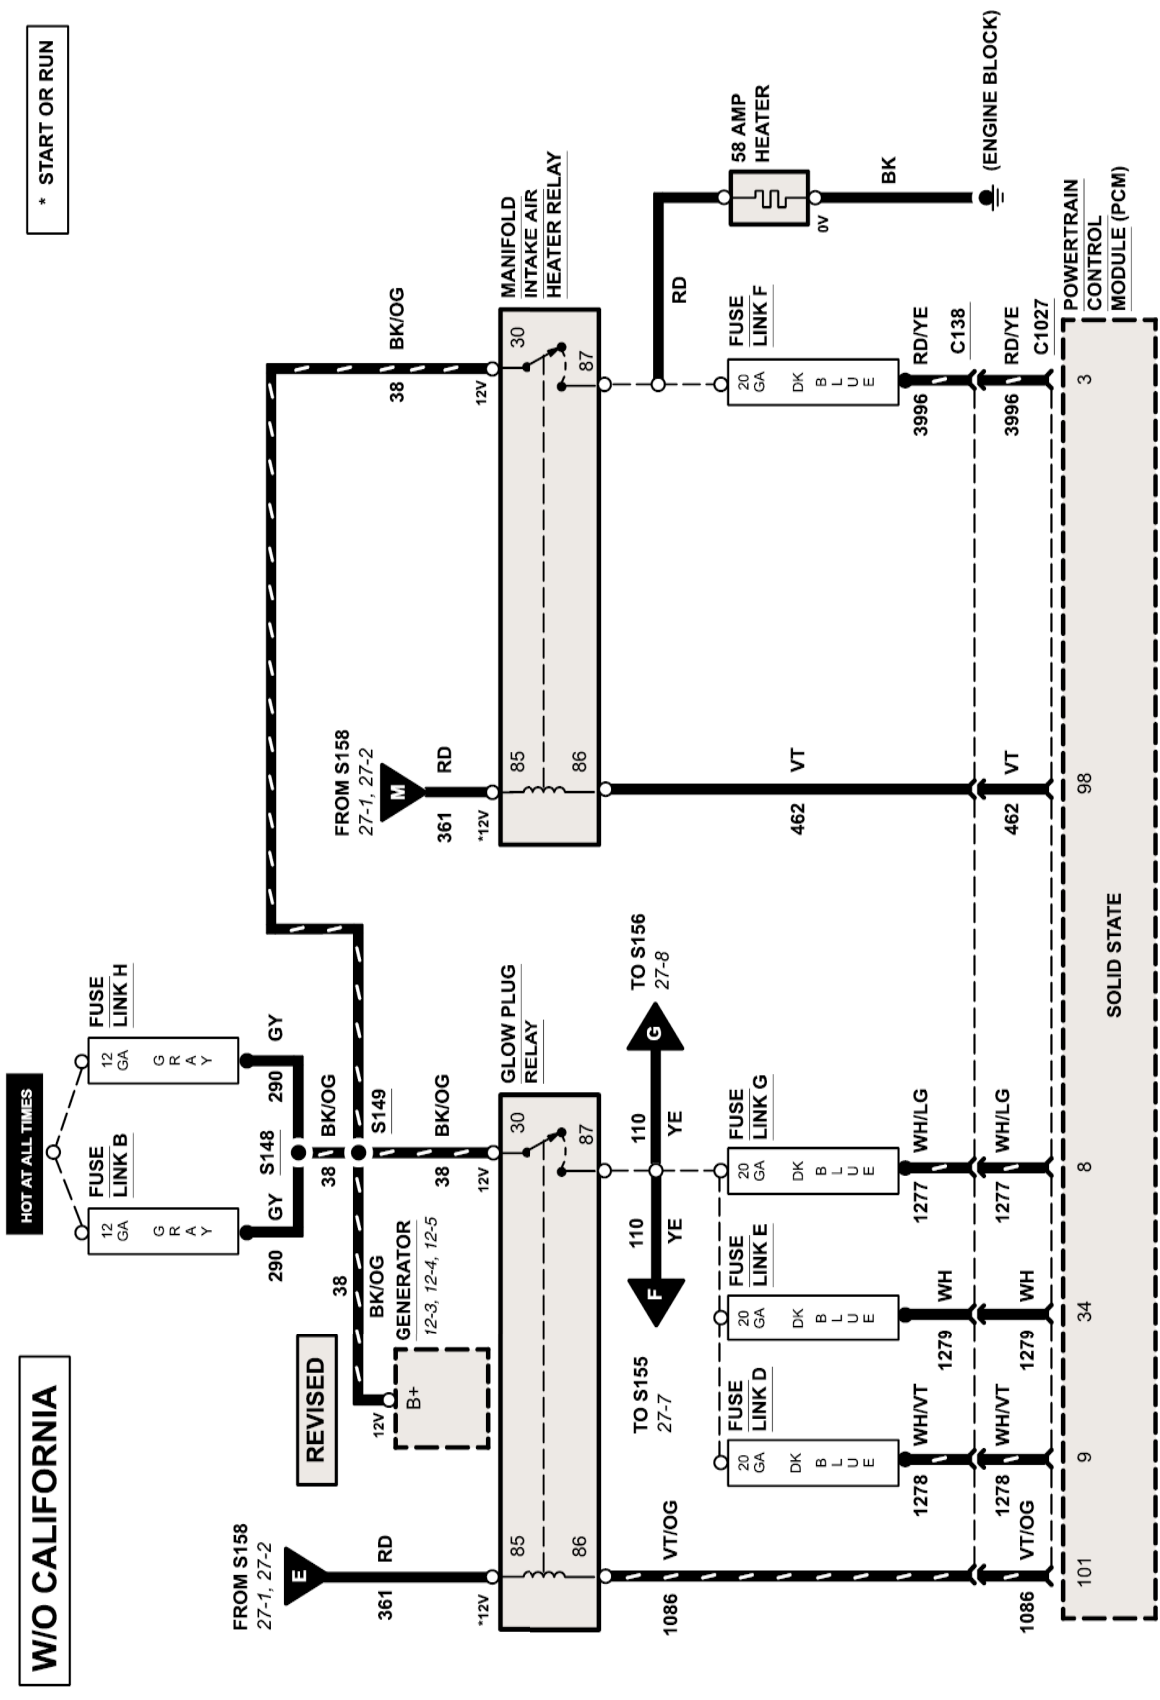 W/O CALIFORNIA
* START OR RUN
HOT AT ALL TIMES
FUSE
LINK B
FUSE
LINK H
12
GA
G
R
A
Y
12
GA
G
R
A
Y
290
GY
S148
290
GY
REVISED
38
BK/OG
38
BK/OG
S149
FROM S158
27-1, 27-2
E
361
RD
*12V
GENERATOR
12-3, 12-4, 12-5
12V
B+
38
BK/OG
12V
GLOW PLUG
RELAY
85
86
30
87
FROM S158
27-1, 27-2
M
361
RD
*12V
38
BK/OG
12V
MANIFOLD
INTAKE AIR
HEATER RELAY
85
86
30
87
TO S155
27-7
F
110
YE
110
YE
G
TO S156
27-8
RD
58 AMP
HEATER
0V
BK
(ENGINE BLOCK)
FUSE
LINK D
20
GA
DK
B
L
U
E
FUSE
LINK E
20
GA
DK
B
L
U
E
FUSE
LINK G
20
GA
DK
B
L
U
E
FUSE
LINK F
20
GA
DK
B
L
U
E
1086
VT/OG
1278
WH/VT
1279
WH
1277
WH/LG
462
VT
3996
RD/YE
C138
1086
VT/OG
1278
WH/VT
1279
WH
1277
WH/LG
462
VT
3996
RD/YE
C1027
101
9
34
8
98
3
POWERTRAIN
CONTROL
MODULE (PCM)
SOLID STATE